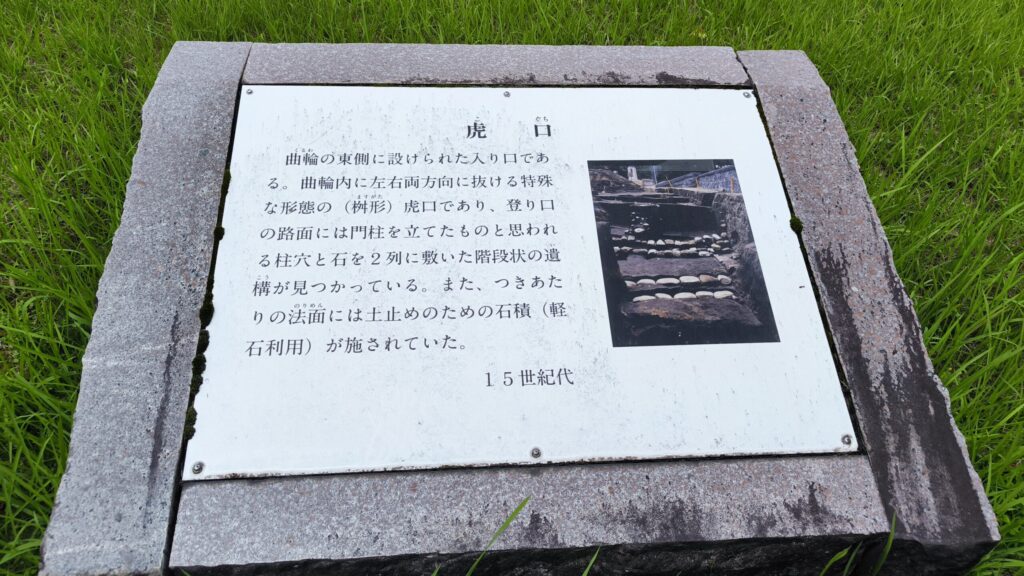 虎口
曲輪の東側に設けられた入り口であ
る。曲輪内に左右両方向に抜ける特殊
な形態の（桝形）虎口であり、登り口
の路面には門柱を立てたものと思われ
る柱穴と石を２列に敷いた階段状の遺
構が見つかっている。また、つきあた
りの法面には土止めのための石積（軽
石利用）が施されていた。
１５世紀代